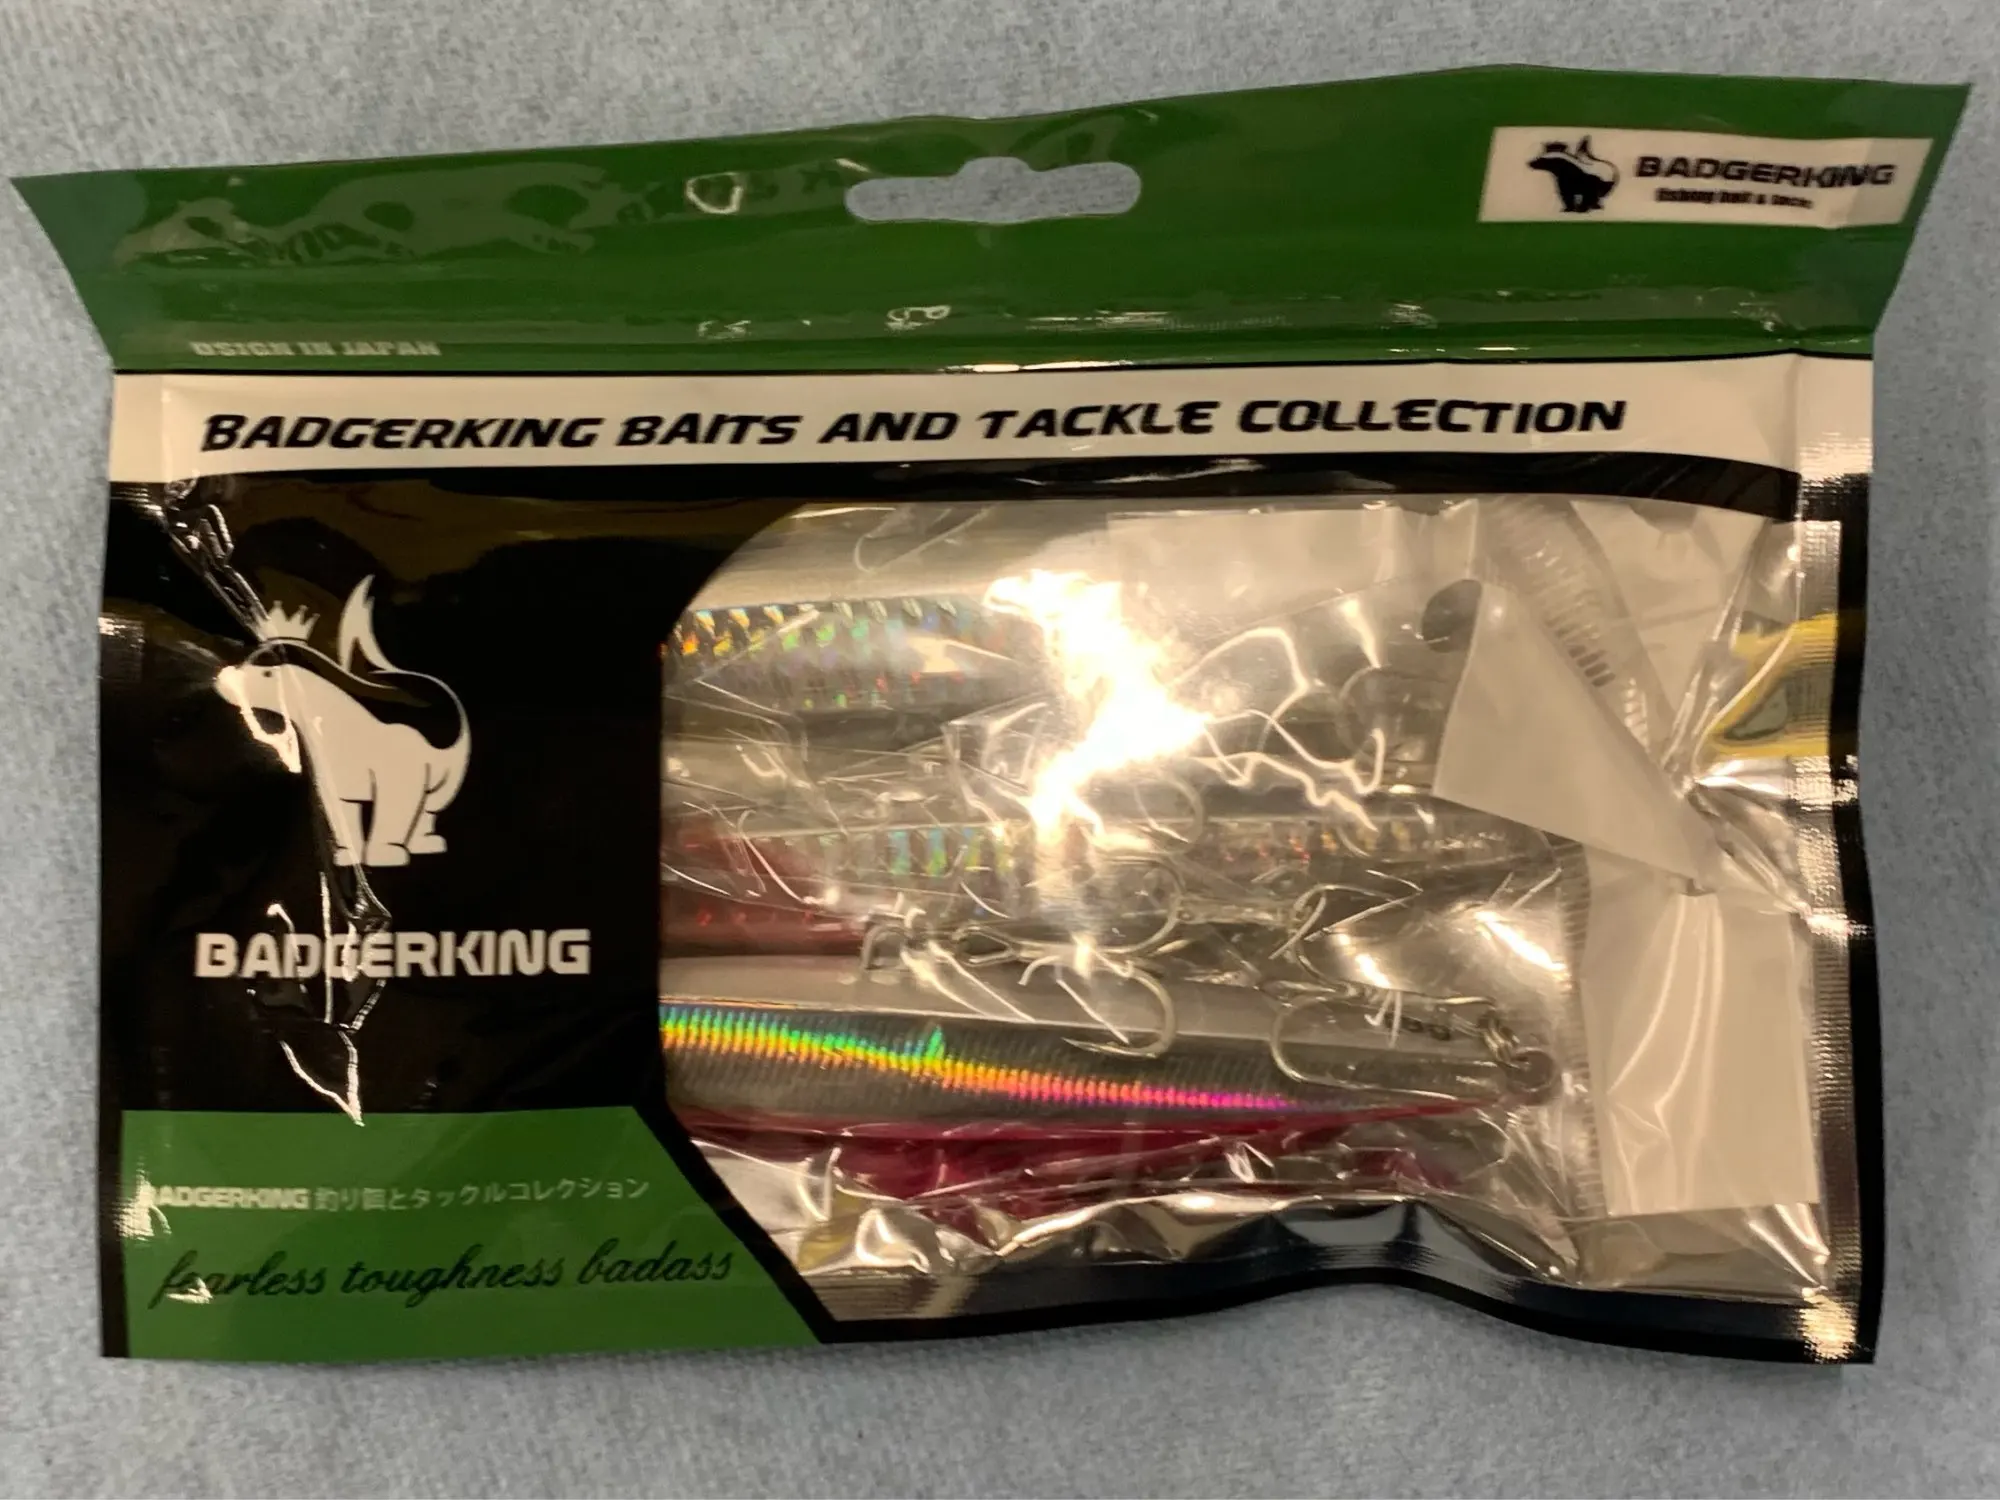 BADGERKING
fishing bait & tackle
DSIGN IN JAPAN
BADGERKING BAITS AND TACKLE COLLECTION
BADGERKING
BADGERKING 釣り餌とタックルコレクション
fearless toughness badass